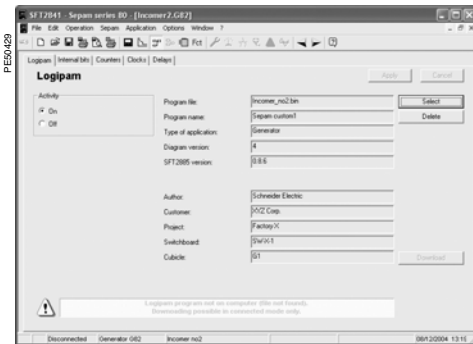 PE50429
SFT2841 - Sepam series 80 - [Incomer2.G82]
File Edit Operation Sepam Application Options Window ?
Fct
Logipam Internal bits Counters Clocks Delays
Logipam
Apply Cancel
Activity
On
Off
Program file: Incomer_no2.bin Select
Program name: Sepam custom1 Delete
Type of application: Generator
Diagram version: 4
SFT2885 version: 0.8.6
Author: Schneider Electric
Customer: XYZ Corp.
Project: Factory X
Switchboard: SW-X-1
Cubicle: G1 Download
Logipam program not on computer (file not found).
Downloading possible in connected mode only.
Disconnected Generator G82 Incomer no2 08/12/2004 13:15